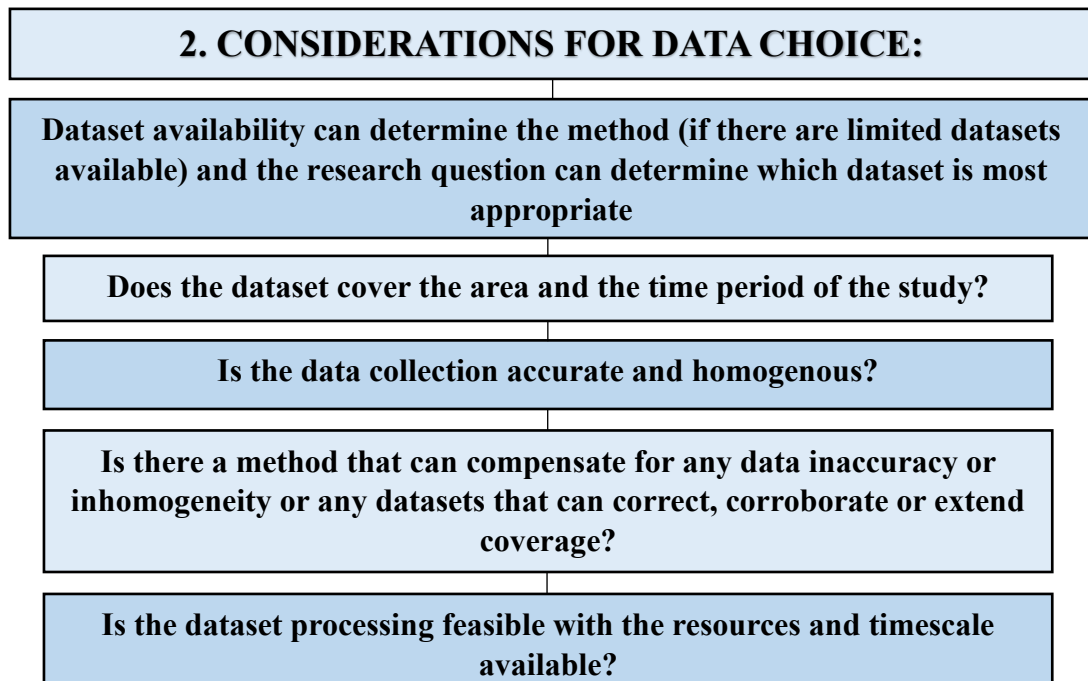 2. CONSIDERATIONS FOR DATA CHOICE:
Dataset availability can determine the method (if there are limited datasets
available) and the research question can determine which dataset is most
appropriate
Does the dataset cover the area and the time period of the study?
Is the data collection accurate and homogenous?
Is there a method that can compensate for any data inaccuracy or
inhomogeneity or any datasets that can correct, corroborate or extend
coverage?
Is the dataset processing feasible with the resources and timescale
available?